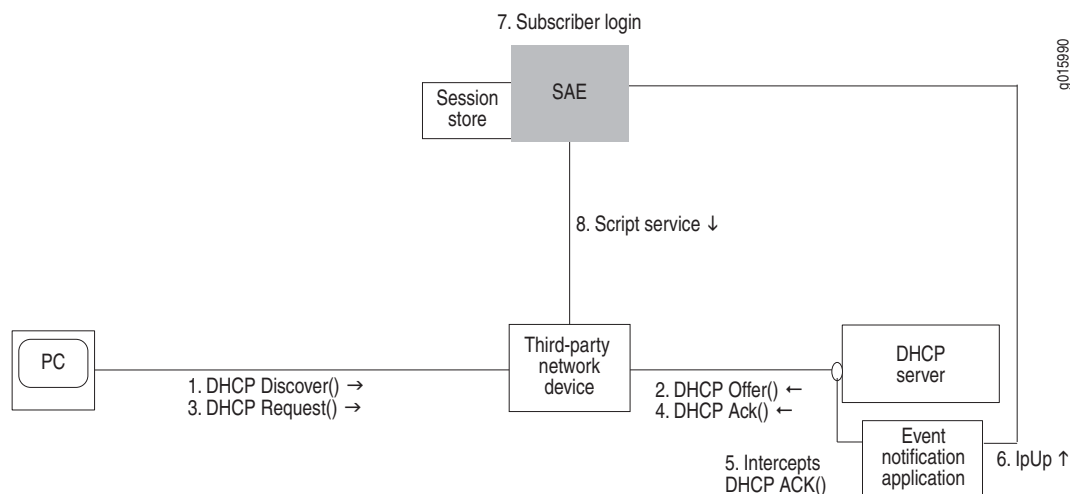 7. Subscriber login
g015990
SAE
Session
store
8. Script service ↓
PC
Third-party
network
device
DHCP
server
1. DHCP Discover() →
3. DHCP Request() →
2. DHCP Offer() ←
4. DHCP Ack() ←
5. Intercepts
DHCP ACK()
Event
notification
application
6. IpUp ↑